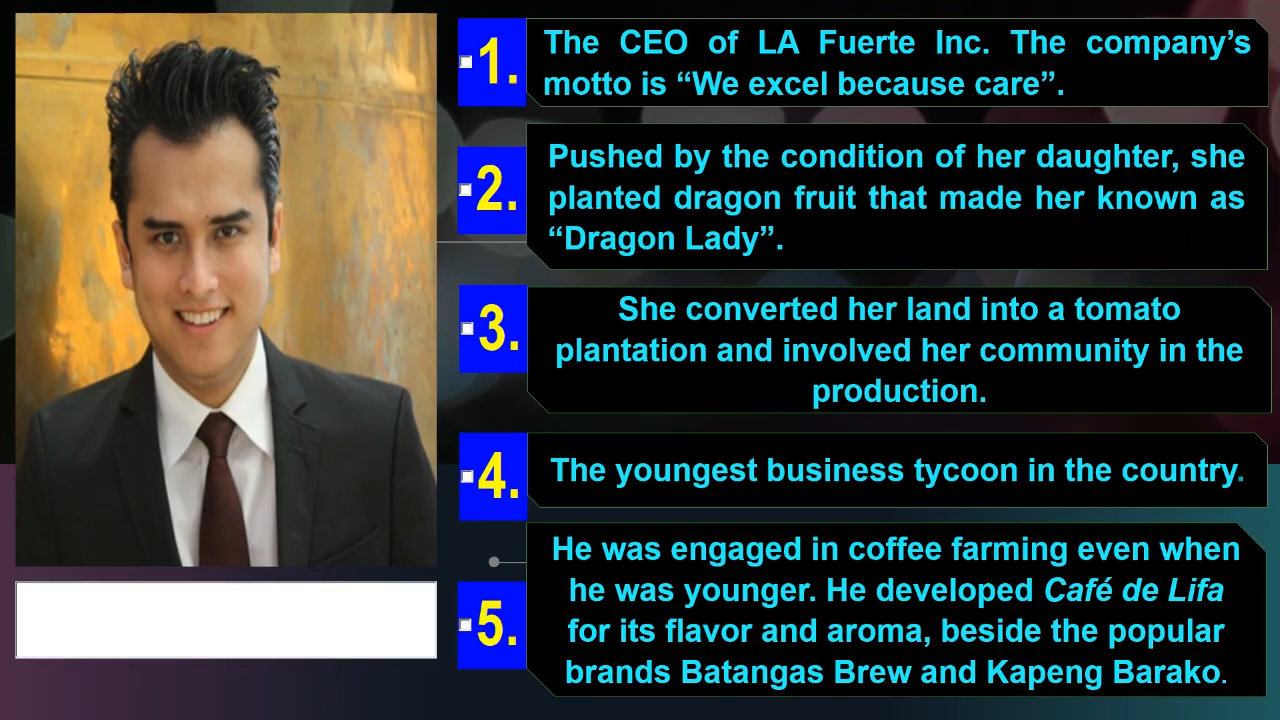 1.
The CEO of LA Fuerte Inc. The company’s
motto is “We excel because care”.
2.
Pushed by the condition of her daughter, she
planted dragon fruit that made her known as
“Dragon Lady”.
3.
She converted her land into a tomato
plantation and involved her community in the
production.
4.
The youngest business tycoon in the country.
5.
He was engaged in coffee farming even when
he was younger. He developed Café de Lifa
for its flavor and aroma, beside the popular
brands Batangas Brew and Kapeng Barako.